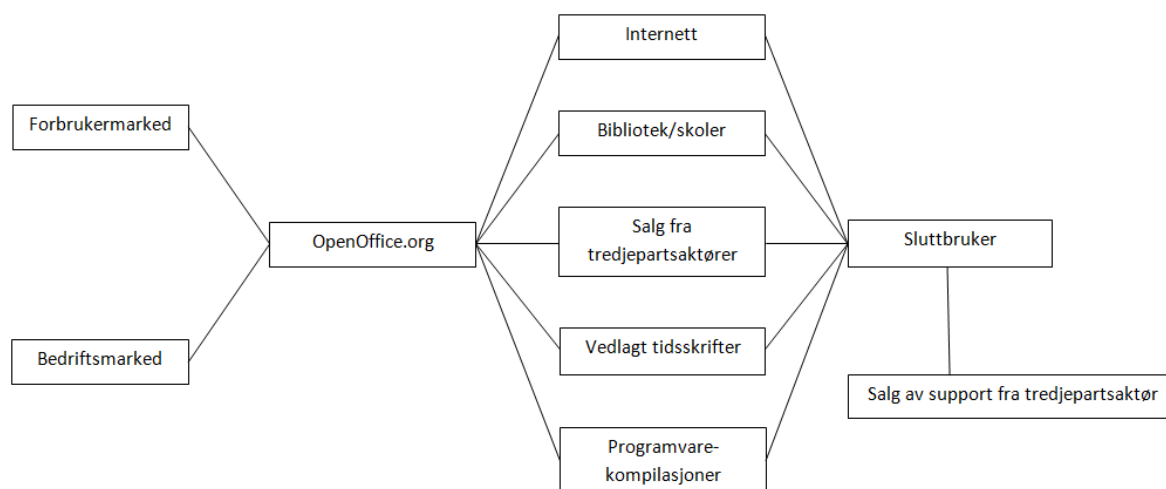 Forbrukermarked
Bedriftsmarked
OpenOffice.org
Internett
Bibliotek/skoler
Salg fra
tredjepartsaktører
Vedlagt tidsskrifter
Programvare-
kompilasjoner
Sluttbruker
Salg av support fra tredjepartsaktør